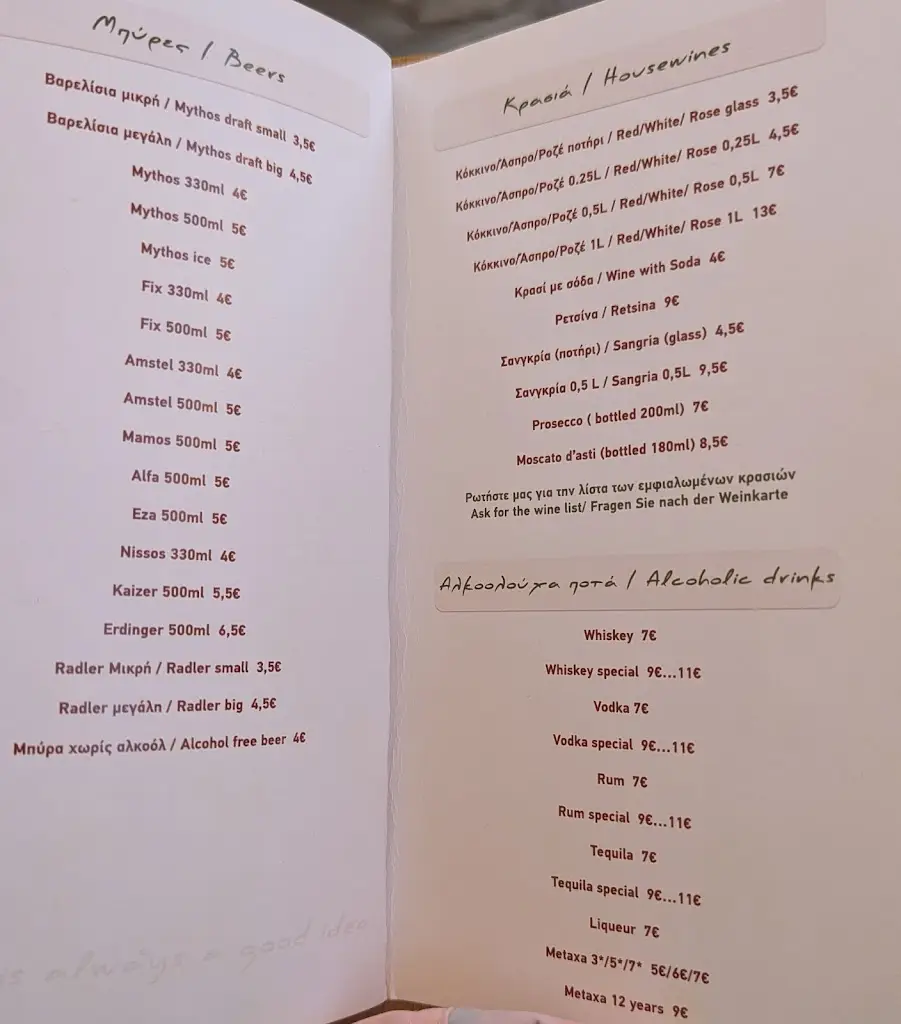 Μπύρες / Beers
Βαρελίσια μικρή / Mythos draft small 3,5€
Βαρελίσια μεγάλη / Mythos draft big 4,5€
Mythos 330ml 4€
Mythos 500ml 5€
Mythos ice 5€
Fix 330ml 4€
Fix 500ml 5€
Amstel 330ml 4€
Amstel 500ml 5€
Mamos 500ml 5€
Alfa 500ml 5€
Eza 500ml 5€
Nissos 330ml 4€
Kaizer 500ml 5,5€
Erdinger 500ml 6,5€
Radler Μικρή / Radler small 3,5€
Radler μεγάλη / Radler big 4,5€
Μπύρα χωρίς αλκοόλ / Alcohol free beer 4€
is always a good idea
Κρασιά / Housewines
Κόκκινο/Άσπρο/Ροζέ ποτήρι / Red/White/ Rose glass 3,5€
Κόκκινο/Άσπρο/Ροζέ 0.25L / Red/White/ Rose 0,25L 4,5€
Κόκκινο/Άσπρο/Ροζέ 0,5L / Red/White/ Rose 0,5L 7€
Κόκκινο/Άσπρο/Ροζέ 1L / Red/White/ Rose 1L 13€
Κρασί με σόδα / Wine with Soda 4€
Ρετσίνα / Retsina 9€
Σανγκρία (ποτήρι) / Sangria (glass) 4,5€
Σανγκρία 0,5 L / Sangria 0,5L 9,5€
Prosecco ( bottled 200ml) 7€
Moscato d'asti (bottled 180ml) 8,5€
Ρωτήστε μας για την λίστα των εμφιαλωμένων κρασιών
Ask for the wine list/ Fragen Sie nach der Weinkarte
Αλκοολούχα ποτά / Alcoholic drinks
Whiskey 7€
Whiskey special 9€...11€
Vodka 7€
Vodka special 9€...11€
Rum 7€
Rum special 9€...11€
Tequila 7€
Tequila special 9€...11€
Liqueur 7€
Metaxa 3*/5*/7* 5€/6€/7€
Metaxa 12 years 9€